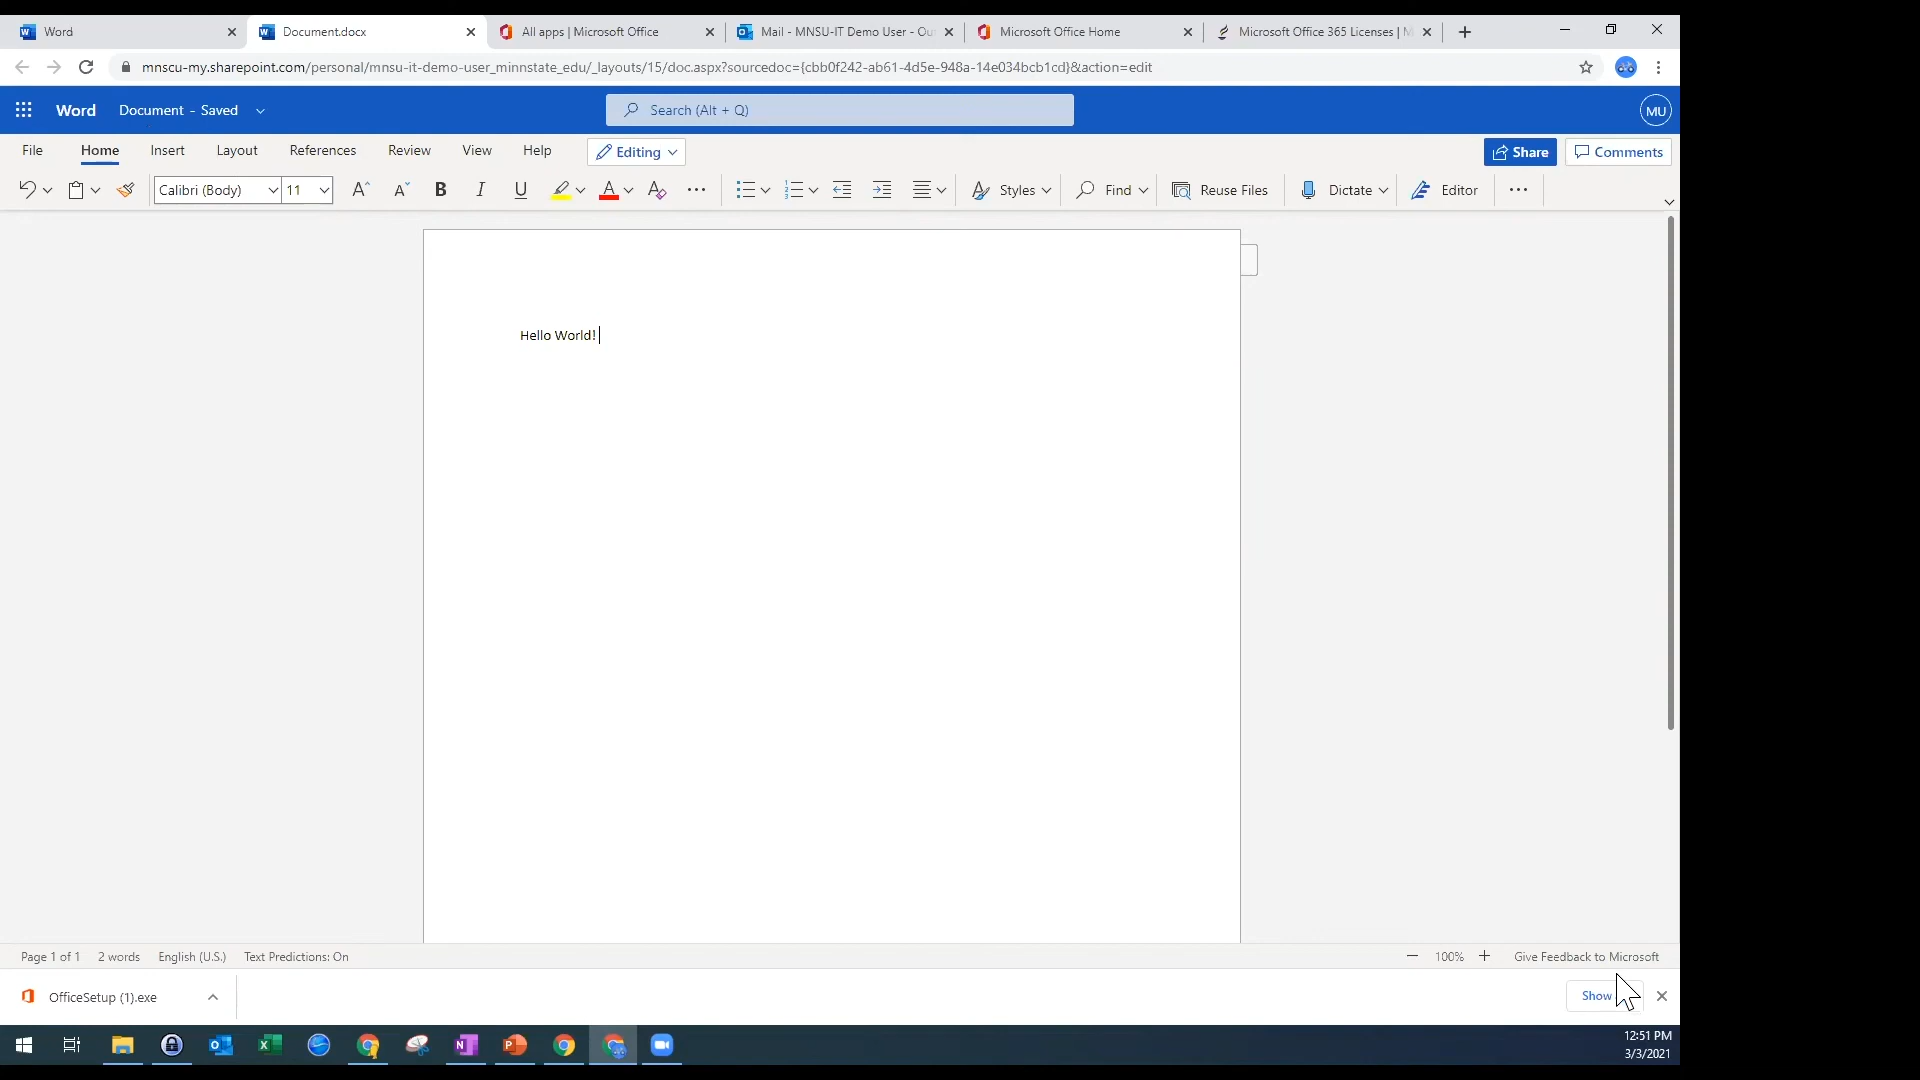 Word
Document.docx
All apps | Microsoft Office
Mail - MNSU-IT Demo User - Ou
Microsoft Office Home
Microsoft Office 365 Licenses | M
mnscu-my.sharepoint.com/personal/mnsu-it-demo-user_minnstate_edu/_layouts/15/doc.aspx?sourcedoc={cbb0f242-ab61-4d5e-948a-14e034bcb1cd}&action=edit
Word Document - Saved
Search (Alt + Q)
MU
File Home Insert Layout References Review View Help Editing
Share Comments
Calibri (Body) 11 A A B I U A A Styles Find Reuse Files Dictate Editor
Hello World!
Page 1 of 1 2 words English (U.S.) Text Predictions: On
100% Give Feedback to Microsoft
OfficeSetup (1).exe
Show
12:51 PM
3/3/2021